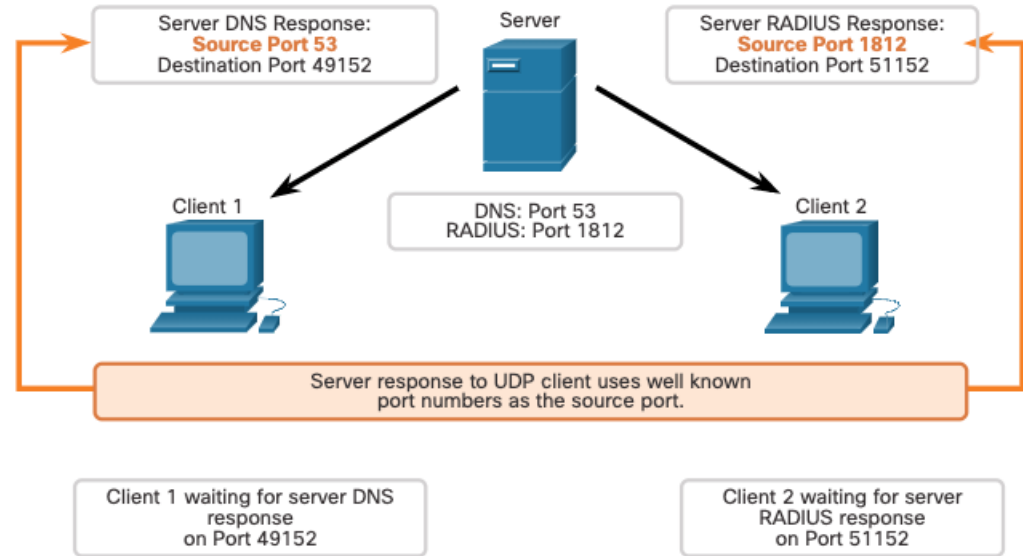 Server DNS Response:
Source Port 53
Destination Port 49152
Server
Server RADIUS Response:
Source Port 1812
Destination Port 51152
Client 1
DNS: Port 53
RADIUS: Port 1812
Client 2
Server response to UDP client uses well known
port numbers as the source port.
Client 1 waiting for server DNS
response
on Port 49152
Client 2 waiting for server
RADIUS response
on Port 51152